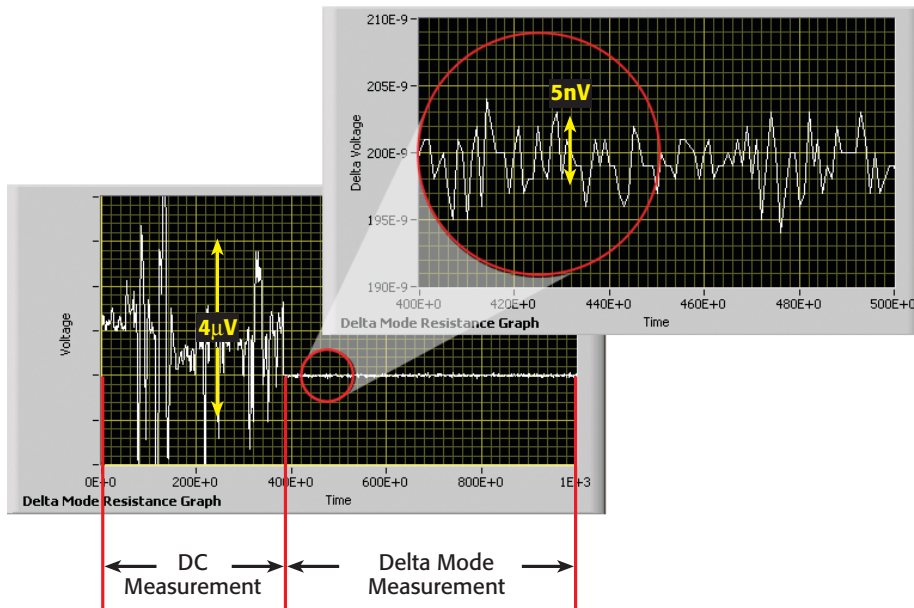 210E-9
205E-9
200E-9
195E-9
190E-9
Delta Voltage
5nV
400E+0 420E+0 440E+0 460E+0 480E+0 500E+0
Delta Mode Resistance Graph Time
Voltage
4μV
0E+0 200E+0 400E+0 600E+0 800E+0 1E+3
Delta Mode Resistance Graph Time
DC
Measurement
Delta Mode
Measurement